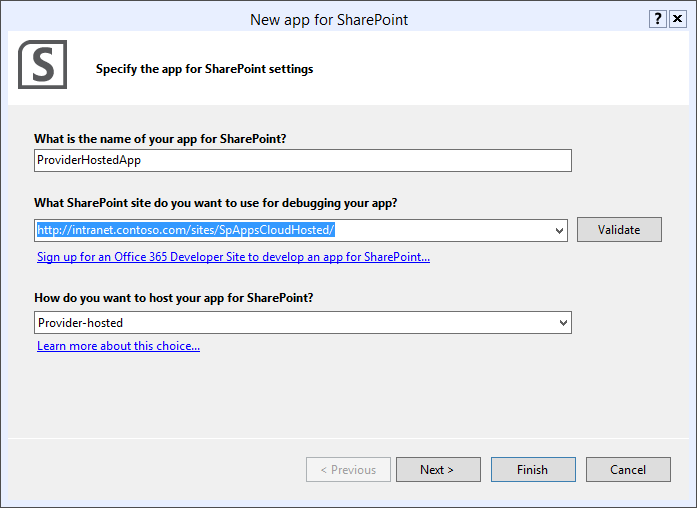 New app for SharePoint
?
S
Specify the app for SharePoint settings
What is the name of your app for SharePoint?
ProviderHostedApp
What SharePoint site do you want to use for debugging your app?
http://intranet.contoso.com/sites/SpAppsCloudHosted/
Validate
Sign up for an Office 365 Developer Site to develop an app for SharePoint...
How do you want to host your app for SharePoint?
Provider-hosted
Learn more about this choice...
< Previous
Next >
Finish
Cancel